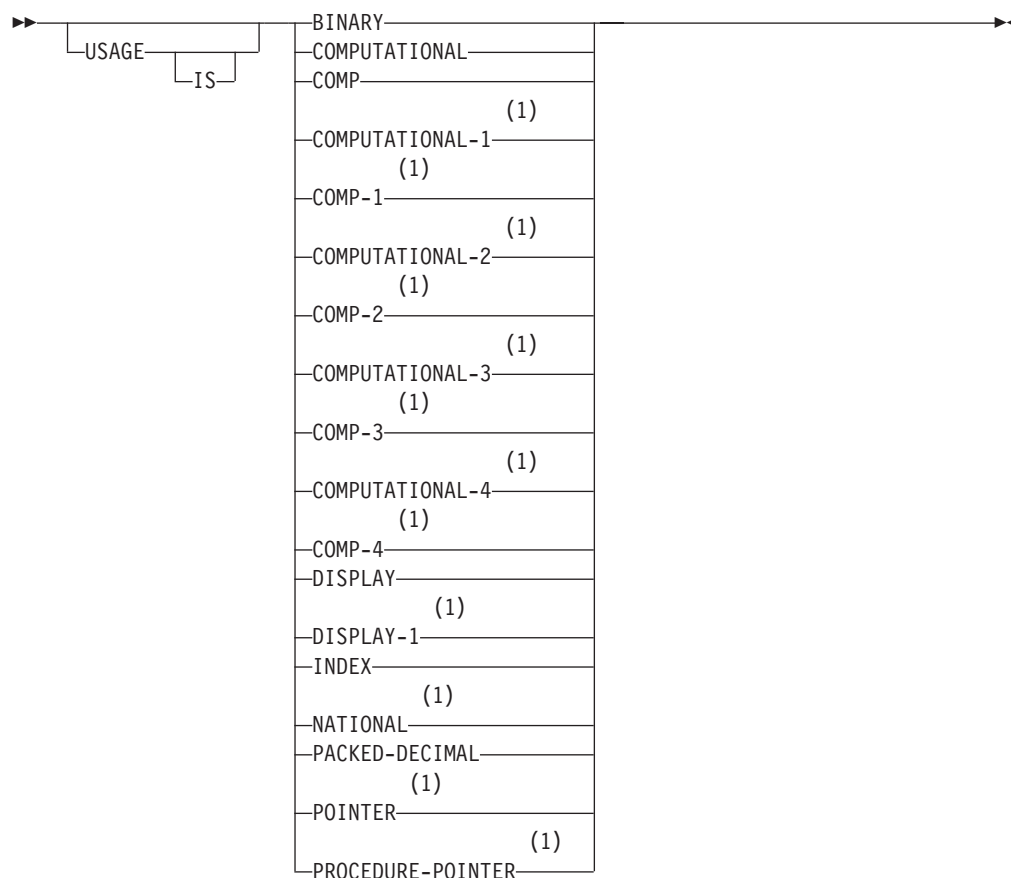 BINARY
USAGE
COMPUTATIONAL
IS
COMP
(1)
COMPUTATIONAL-1
(1)
COMP-1
(1)
COMPUTATIONAL-2
(1)
COMP-2
(1)
COMPUTATIONAL-3
(1)
COMP-3
(1)
COMPUTATIONAL-4
(1)
COMP-4
DISPLAY
(1)
DISPLAY-1
INDEX
(1)
NATIONAL
PACKED-DECIMAL
(1)
POINTER
(1)
PROCEDURE-POINTER